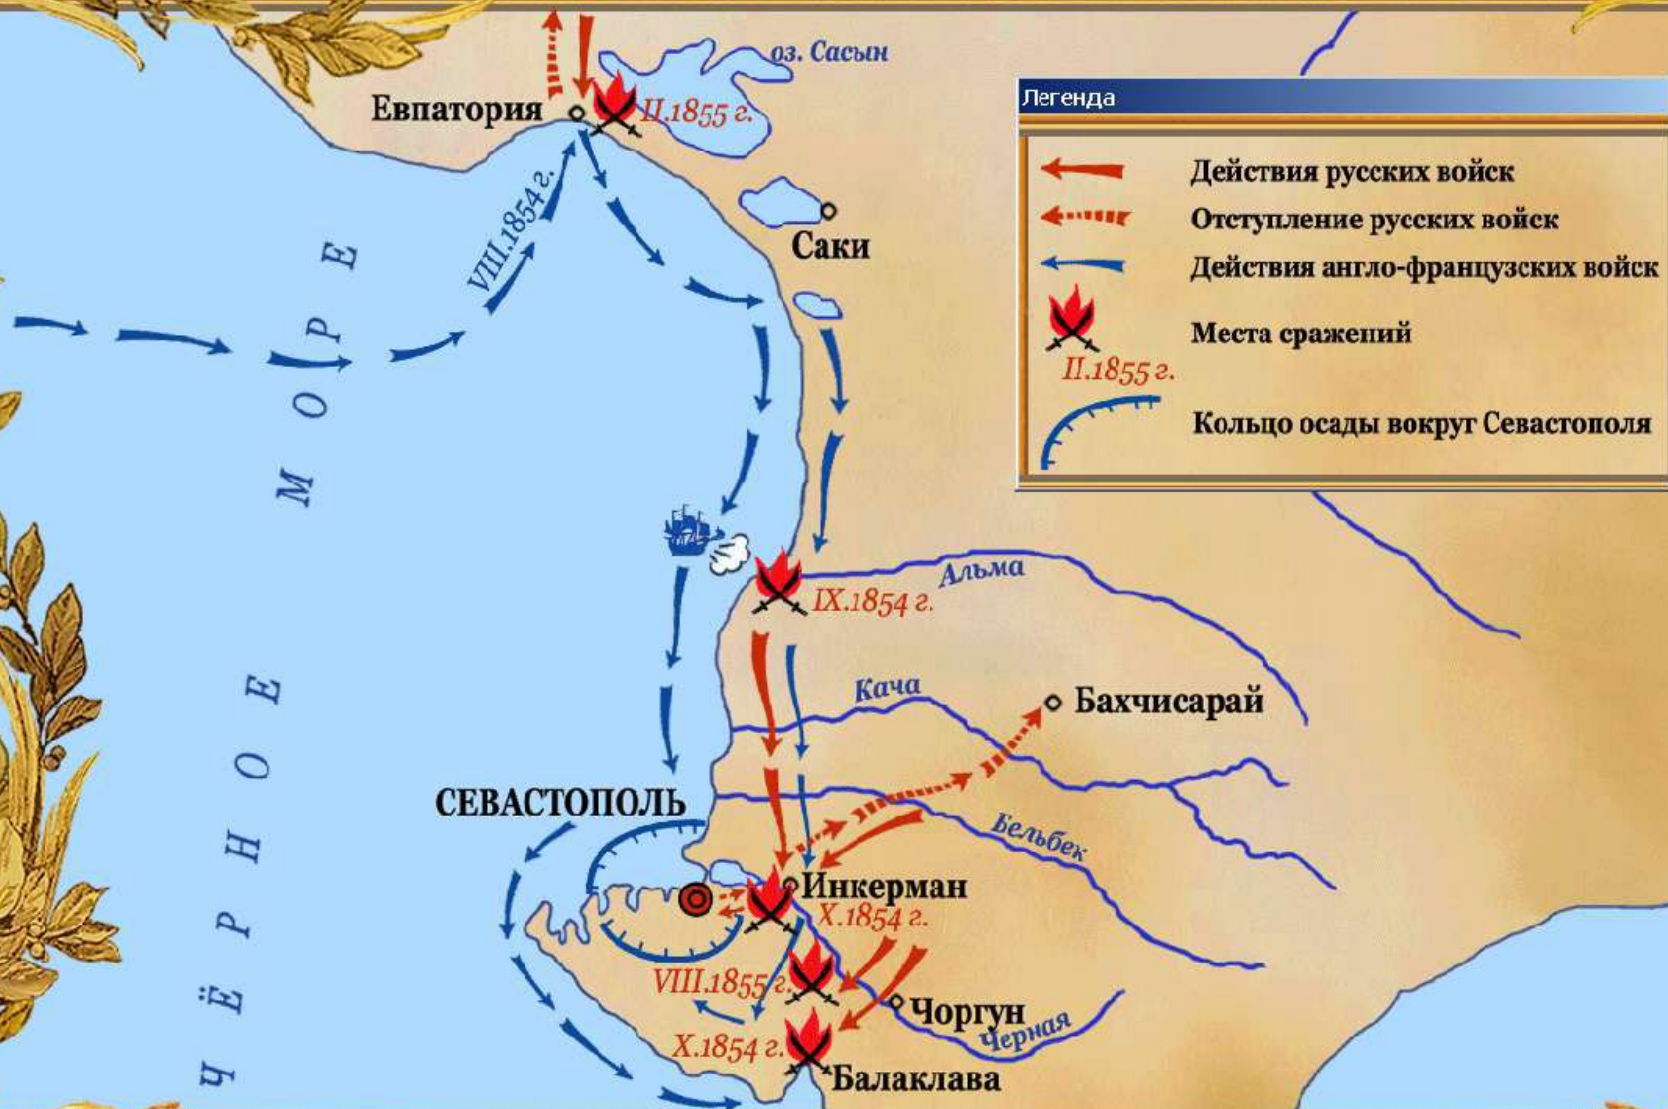 оз. Сасын
Евпатория
II.1855 г.
VIII.1854 г.
Саки
ЧЁРНОЕ МОРЕ
Легенда
Действия русских войск
Отступление русских войск
Действия англо-французских войск
Места сражений
II.1855 г.
Кольцо осады вокруг Севастополя
Альма
IX.1854 г.
Кача
Бахчисарай
СЕВАСТОПОЛЬ
Бельбек
Инкерман
X.1854 г.
VIII.1855 г.
Чоргун
Черная
X.1854 г.
Балаклава